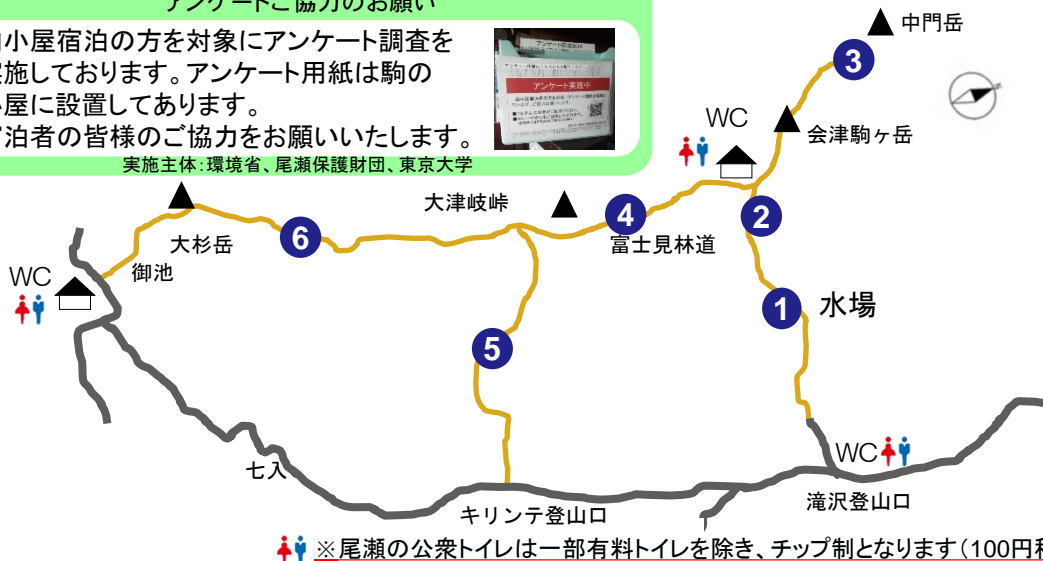 アンケートご協力のお願い
山小屋宿泊の方を対象にアンケート調査を
実施しております。アンケート用紙は駒の
小屋に設置してあります。
宿泊者の皆様のご協力をお願いいたします。
アンケート実施中
実施主体:環境省、尾瀬保護財団、東京大学
中門岳
3
会津駒ヶ岳
WC
大津岐峠
4
2
富士見林道
大杉岳
6
御池
WC
1
水場
5
七入
WC
滝沢登山口
キリンテ登山口
※尾瀬の公衆トイレは一部有料トイレを除き、チップ制となります(100円